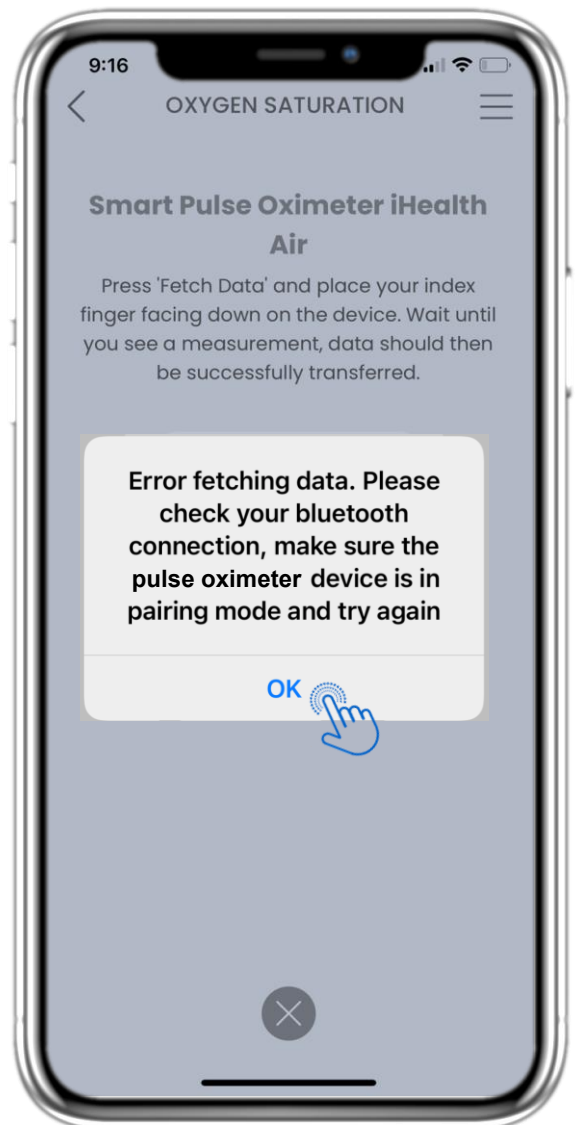 9:16
OXYGEN SATURATION
Smart Pulse Oximeter iHealth
Air
Press 'Fetch Data' and place your index
finger facing down on the device. Wait until
you see a measurement, data should then
be successfully transferred.
Error fetching data. Please
check your bluetooth
connection, make sure the
pulse oximeter device is in
pairing mode and try again
OK